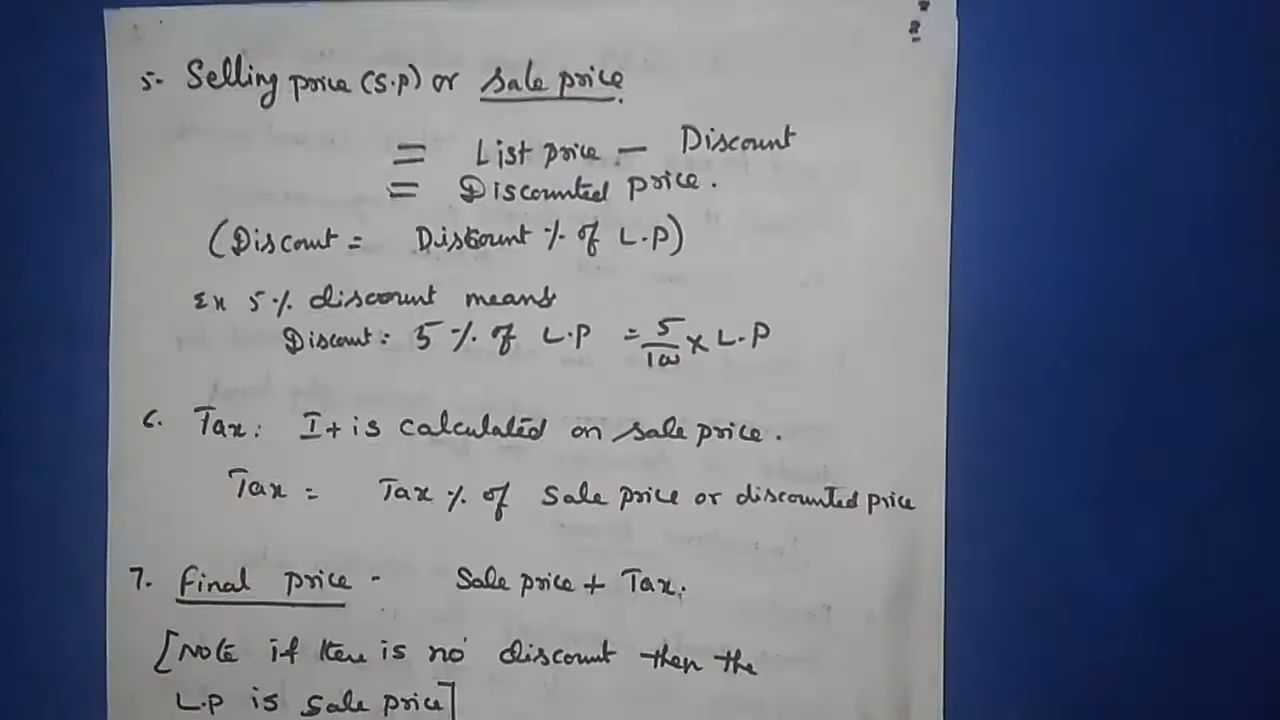 5. Selling price (S.P) or sale price.
= List price - Discount
= Discounted price.
(Discount = Discount % of L.P)
Ex 5% discount means
Discount: 5% of L.P = 5/100 x L.P
6. Tax: It is calculated on sale price.
Tax = Tax % of sale price or discounted price
7. Final price - Sale price + Tax.
[Note if there is no discount then the
L.P is sale price]